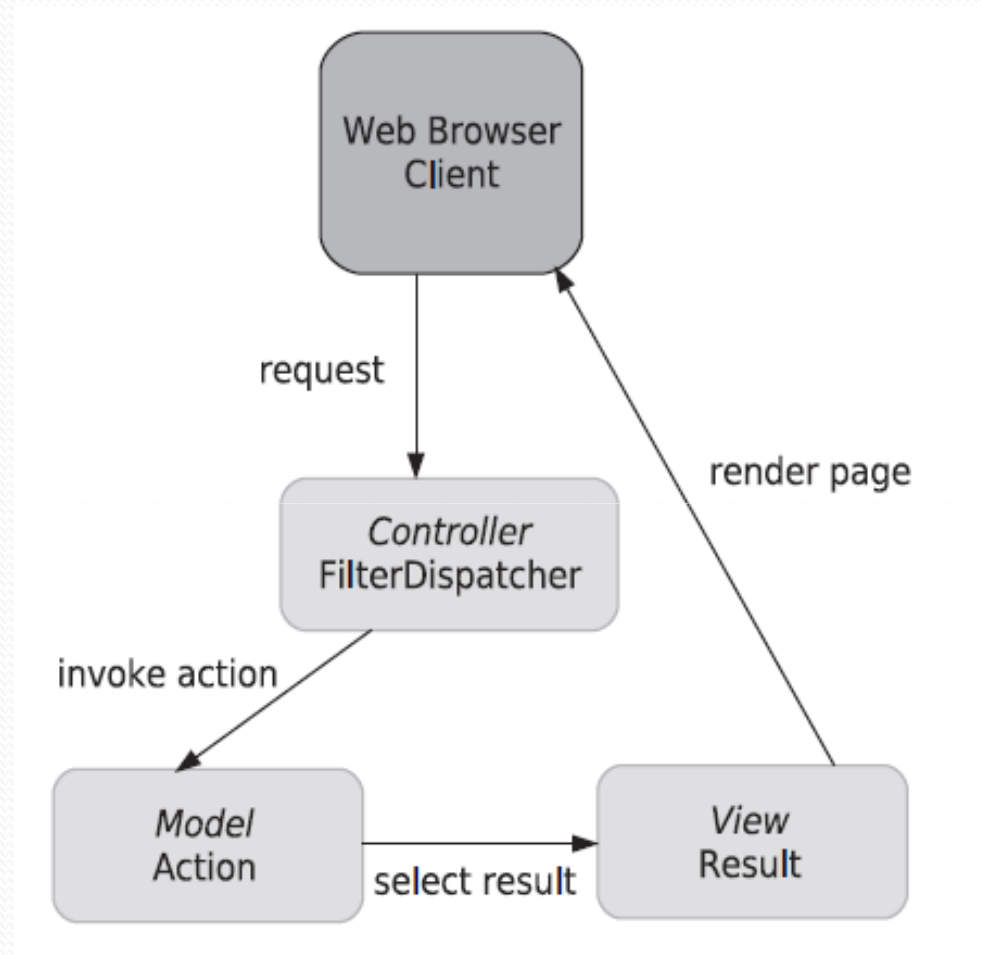 Web Browser
Client
request
render page
Controller
FilterDispatcher
invoke action
Model
Action
select result
View
Result